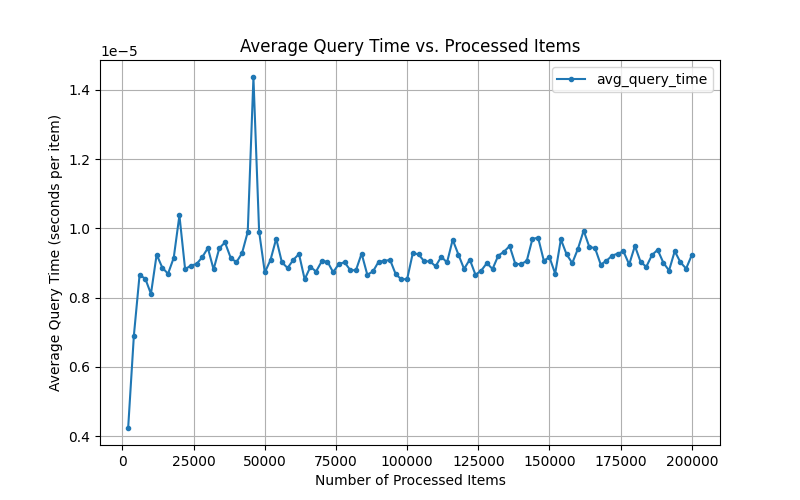 Average Query Time vs. Processed Items
1e−5
avg_query_time
1.4
1.2
1.0
0.8
0.6
0.4
Average Query Time (seconds per item)
0 25000 50000 75000 100000 125000 150000 175000 200000
Number of Processed Items